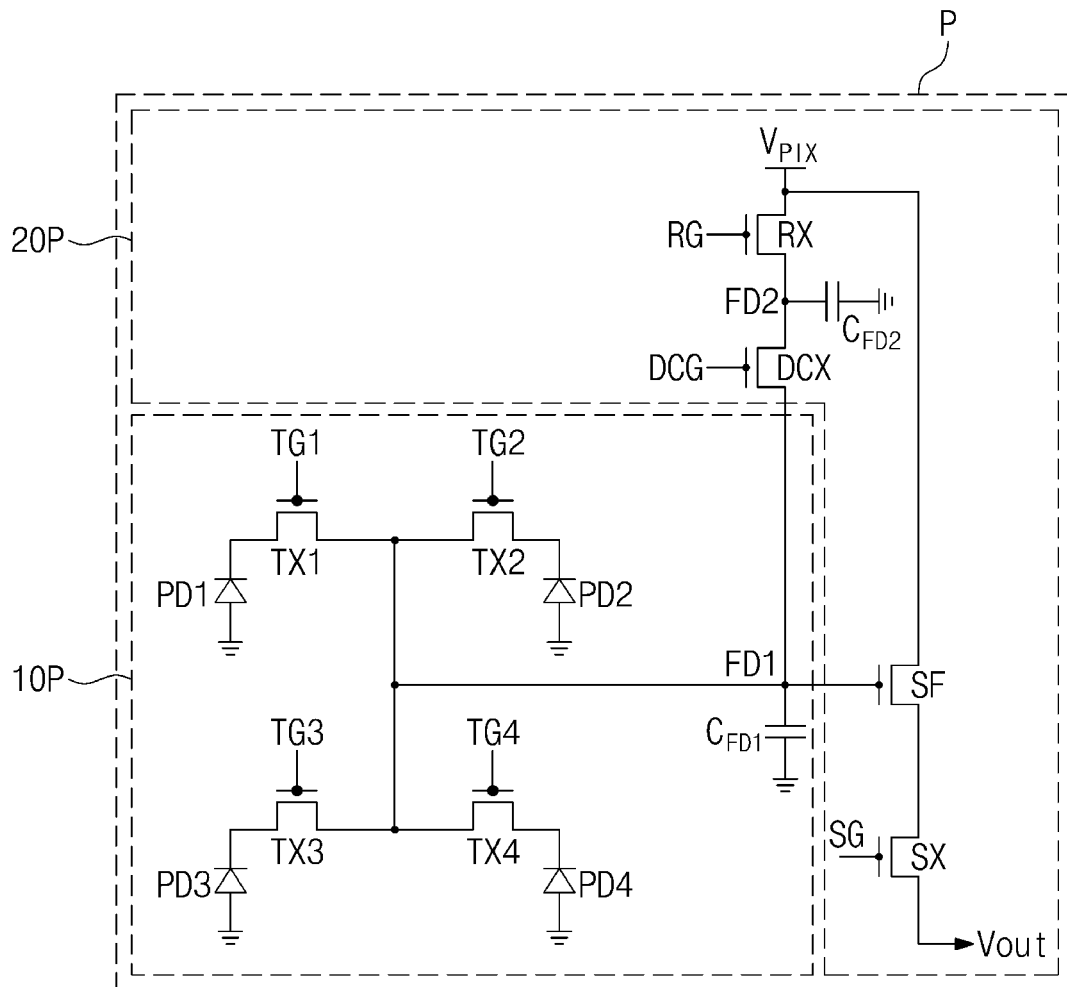 P
V_PIX
20P
RG RX
FD2
C_FD2
DCG DCX
TG1 TG2
TX1 TX2
PD1 PD2
10P
FD1 SF
C_FD1
TG3 TG4
TX3 TX4
SG SX
PD3 PD4
Vout